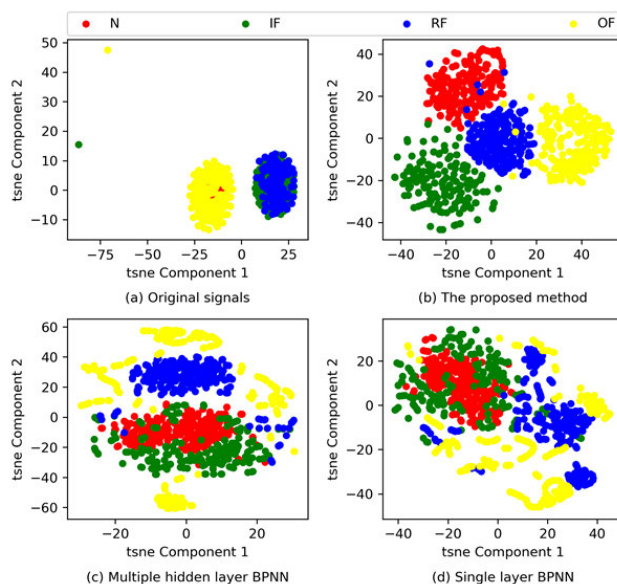 N IF RF OF
50
40
30
20
10
0
−10
tsne Component 2
−75 −50 −25 0 25
tsne Component 1
(a) Original signals
40
20
0
−20
−40
tsne Component 2
−40 −20 0 20 40
tsne Component 1
(b) The proposed method
60
40
20
0
−20
−40
−60
tsne Component 2
−20 0 20
tsne Component 1
(c) Multiple hidden layer BPNN
20
0
−20
−40
tsne Component 2
−40 −20 0 20 40
tsne Component 1
(d) Single layer BPNN